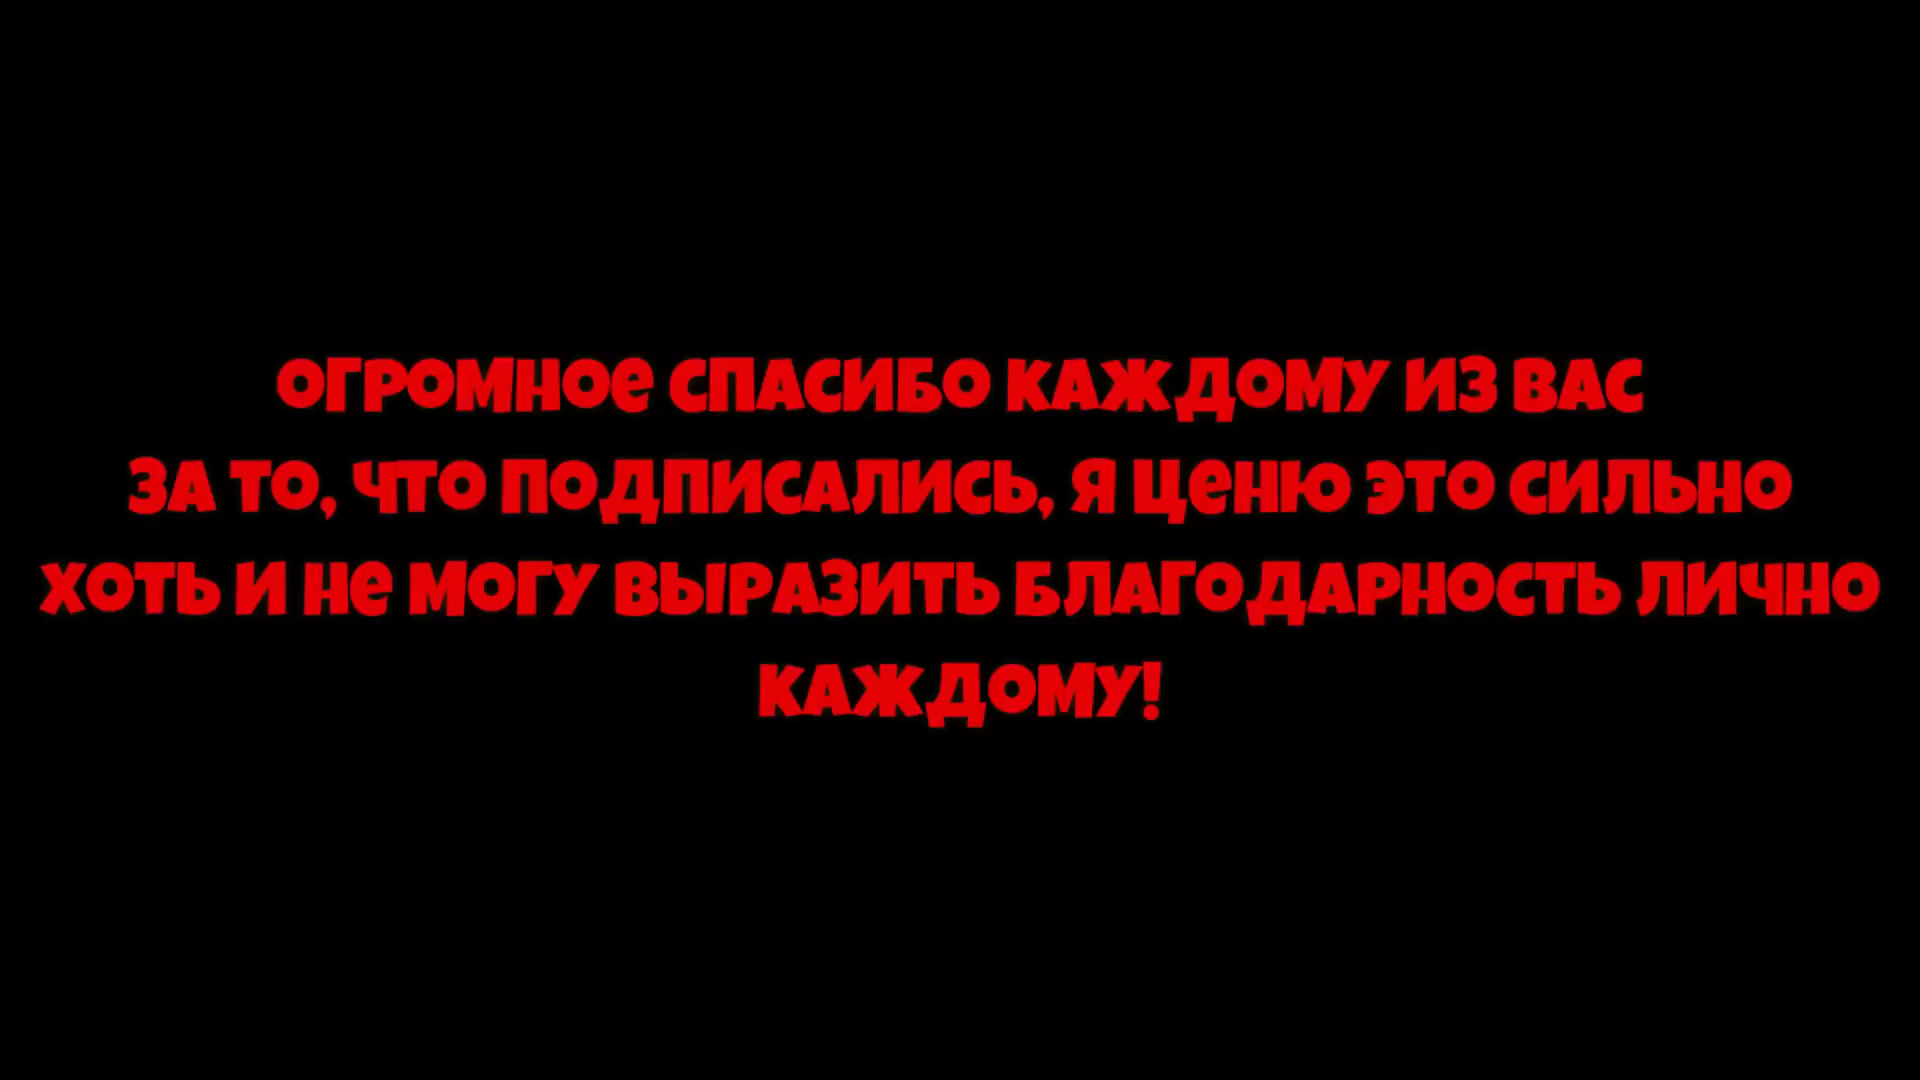 ОГРОМНОЕ СПАСИБО КАЖДОМУ ИЗ ВАС
ЗА ТО, ЧТО ПОДПИСАЛИСЬ, Я ЦЕНЮ ЭТО СИЛЬНО
ХОТЬ И НЕ МОГУ ВЫРАЗИТЬ БЛАГОДАРНОСТЬ ЛИЧНО
КАЖДОМУ!